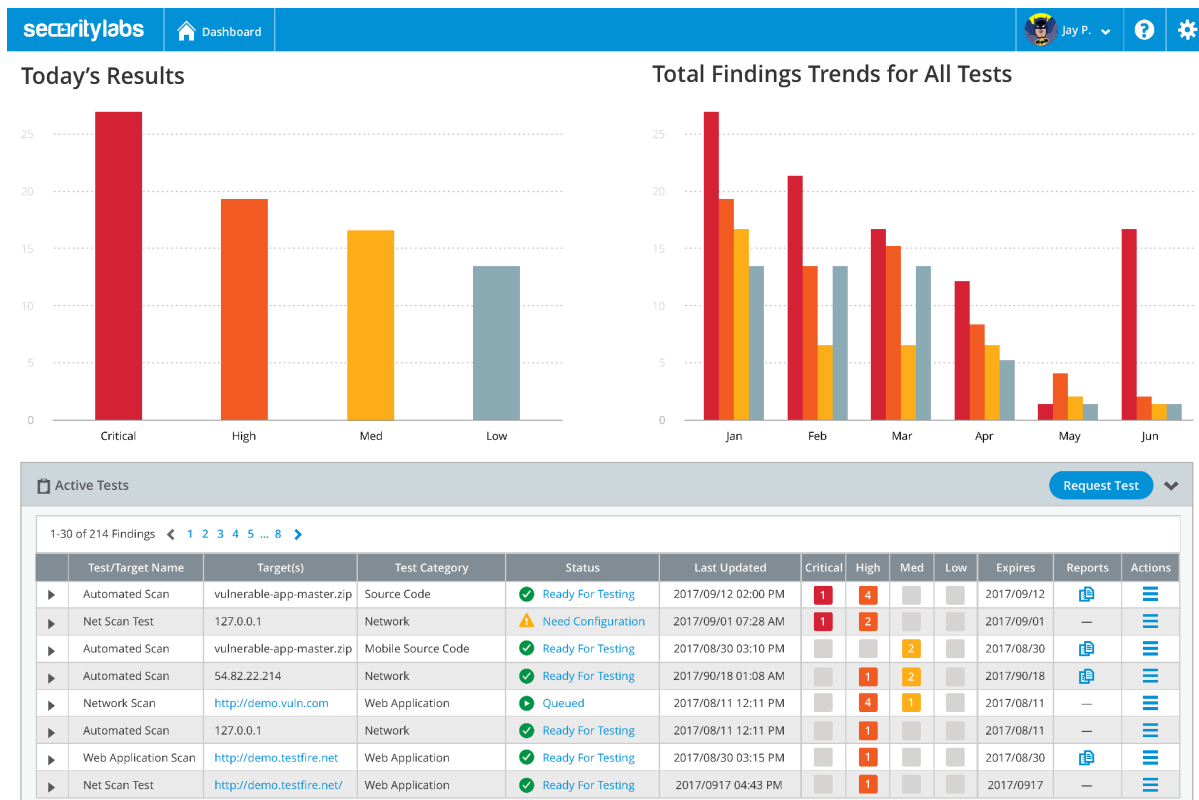 securitylabs Dashboard Jay P. ?
Today's Results
25
20
15
10
5
0
Critical High Med Low
Total Findings Trends for All Tests
25
20
15
10
5
0
Jan Feb Mar Apr May Jun
Active Tests Request Test
1-30 of 214 Findings 1 2 3 4 5 ... 8
Test/Target Name Target(s) Test Category Status Last Updated Critical High Med Low Expires Reports Actions
Automated Scan vulnerable-app-master.zip Source Code Ready For Testing 2017/09/12 02:00 PM 1 4 2017/09/12
Net Scan Test 127.0.0.1 Network Need Configuration 2017/09/01 07:28 AM 1 2 2017/09/01 —
Automated Scan vulnerable-app-master.zip Mobile Source Code Ready For Testing 2017/08/30 03:10 PM 2 2017/08/30
Automated Scan 54.82.22.214 Network Ready For Testing 2017/90/18 01:08 AM 1 2 2017/90/18
Network Scan http://demo.vuln.com Web Application Queued 2017/08/11 12:11 PM 4 1 2017/08/11 —
Automated Scan 127.0.0.1 Network Ready For Testing 2017/08/11 12:11 PM 1 2017/08/11 —
Web Application Scan http://demo.testfire.net Web Application Ready For Testing 2017/08/30 03:15 PM 1 2017/08/30
Net Scan Test http://demo.testfire.net/ Web Application Ready For Testing 2017/0917 04:43 PM 1 2017/0917 —